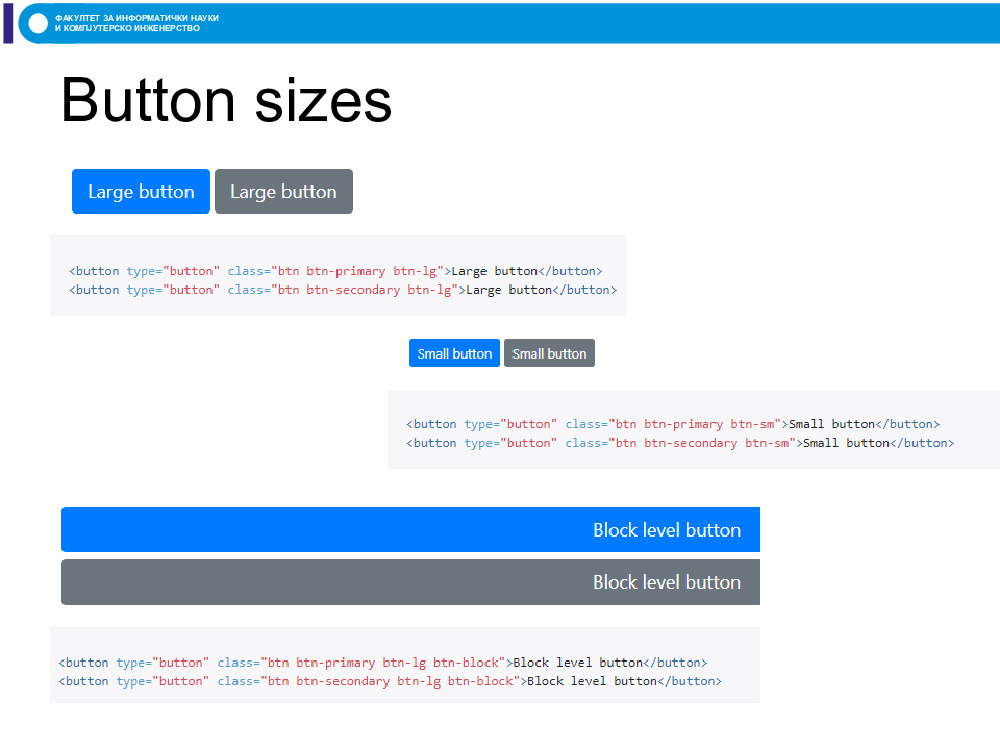 ФАКУЛТЕТ ЗА ИНФОРМАТИЧКИ НАУКИ
И КОМПЈУТЕРСКО ИНЖЕНЕРСТВО
Button sizes
Large button Large button
<button type="button" class="btn btn-primary btn-lg">Large button</button>
<button type="button" class="btn btn-secondary btn-lg">Large button</button>
Small button Small button
<button type="button" class="btn btn-primary btn-sm">Small button</button>
<button type="button" class="btn btn-secondary btn-sm">Small button</button>
Block level button
Block level button
<button type="button" class="btn btn-primary btn-lg btn-block">Block level button</button>
<button type="button" class="btn btn-secondary btn-lg btn-block">Block level button</button>